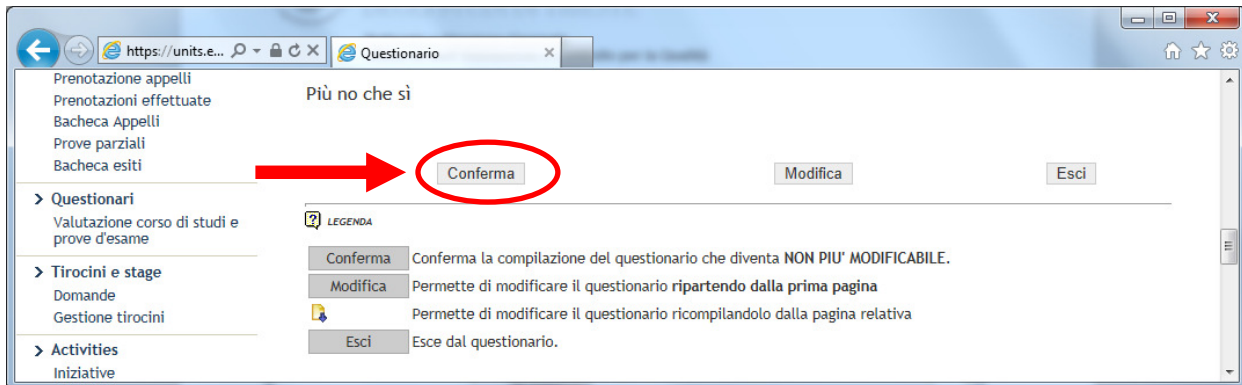 https://units.e...
Questionario
Prenotazione appelli
Prenotazioni effettuate
Bacheca Appelli
Prove parziali
Bacheca esiti
Questionari
Valutazione corso di studi e
prove d'esame
Tirocini e stage
Domande
Gestione tirocini
Activities
Iniziative
Più no che sì
Conferma Modifica Esci
LEGENDA
Conferma Conferma la compilazione del questionario che diventa NON PIU' MODIFICABILE.
Modifica Permette di modificare il questionario ripartendo dalla prima pagina
Permette di modificare il questionario ricompilandolo dalla pagina relativa
Esci Esce dal questionario.